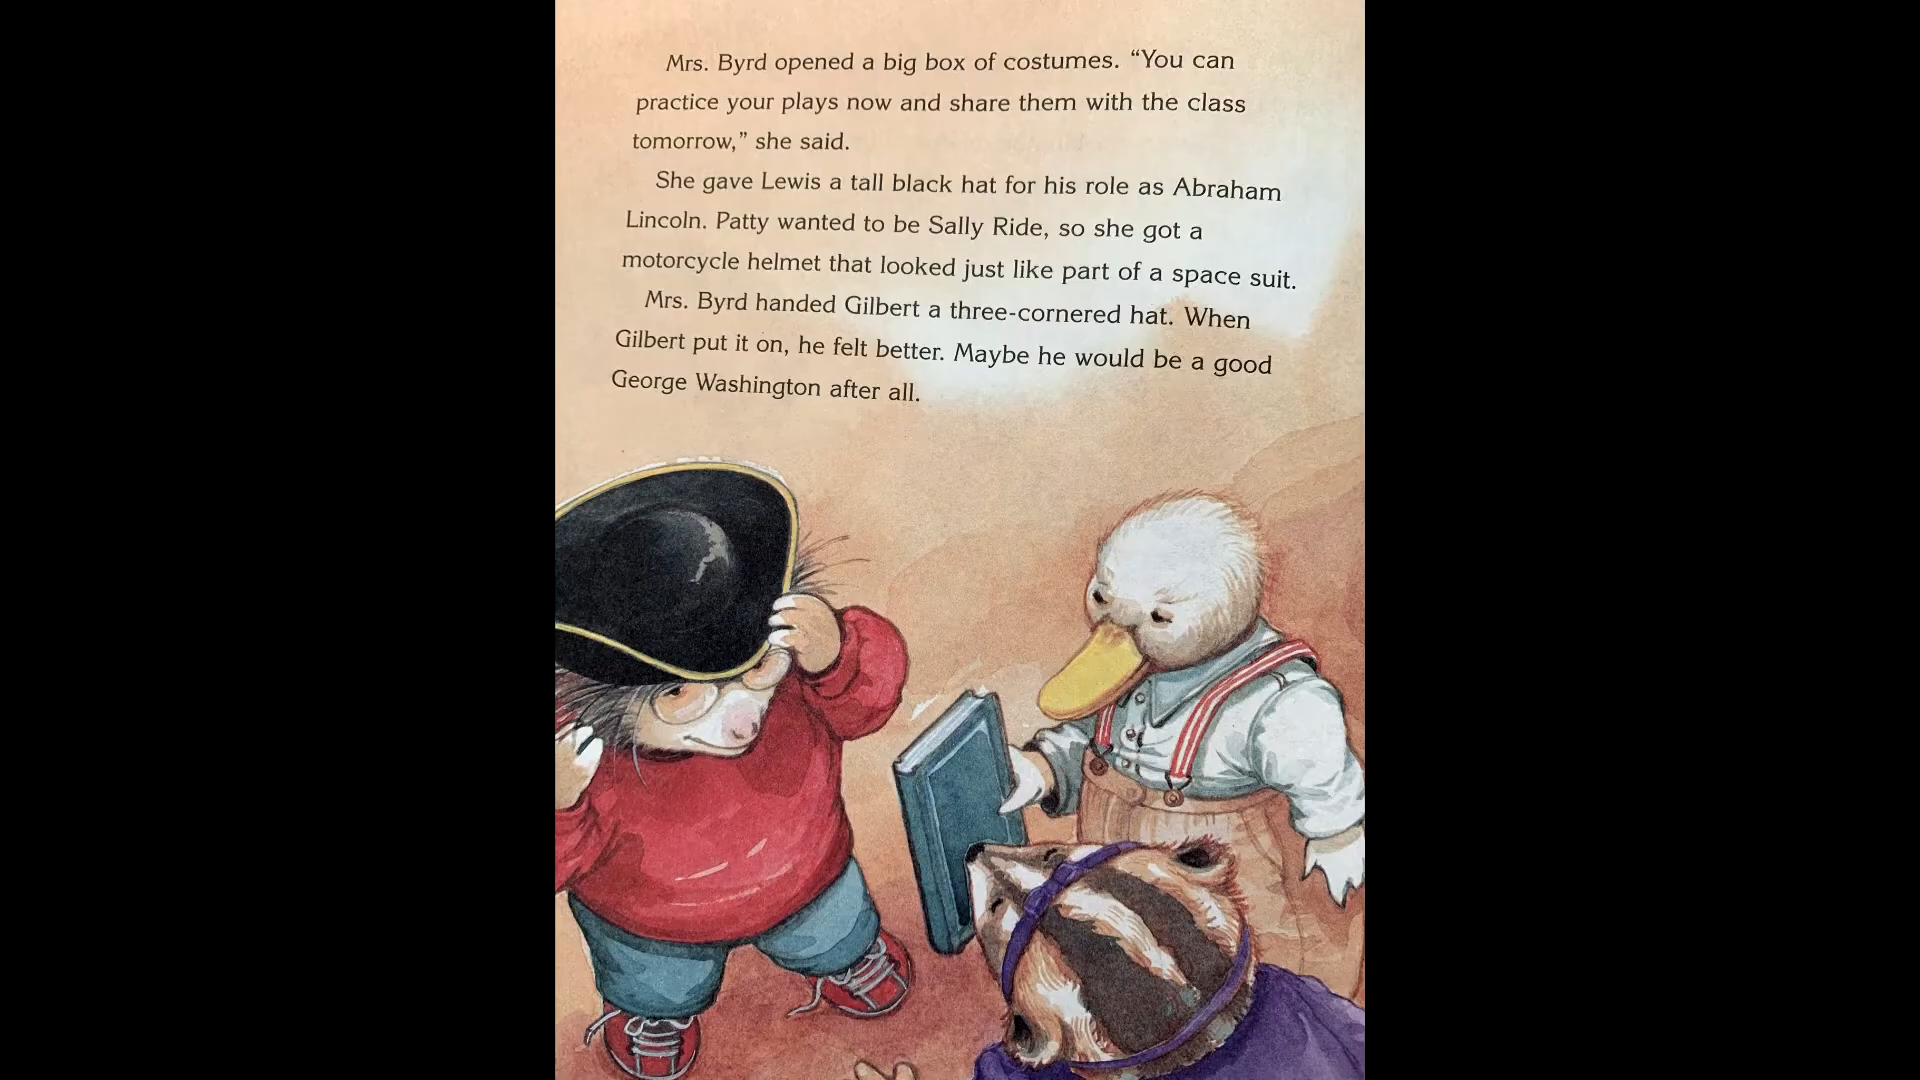 Mrs. Byrd opened a big box of costumes. “You can
practice your plays now and share them with the class
tomorrow,” she said.
She gave Lewis a tall black hat for his role as Abraham
Lincoln. Patty wanted to be Sally Ride, so she got a
motorcycle helmet that looked just like part of a space suit.
Mrs. Byrd handed Gilbert a three-cornered hat. When
Gilbert put it on, he felt better. Maybe he would be a good
George Washington after all.